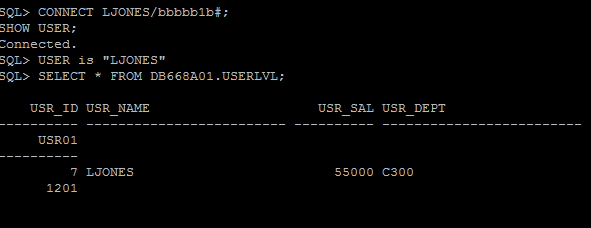 SQL> CONNECT LJONES/bbbbb1b#;
SHOW USER;
Connected.
SQL> USER is "LJONES"
SQL> SELECT * FROM DB668A01.USERLVL;
USR_ID USR_NAME USR_SAL USR_DEPT
---------- ------------------------- ---------- -------------------------
USR01
----------
7 LJONES 55000 C300
1201